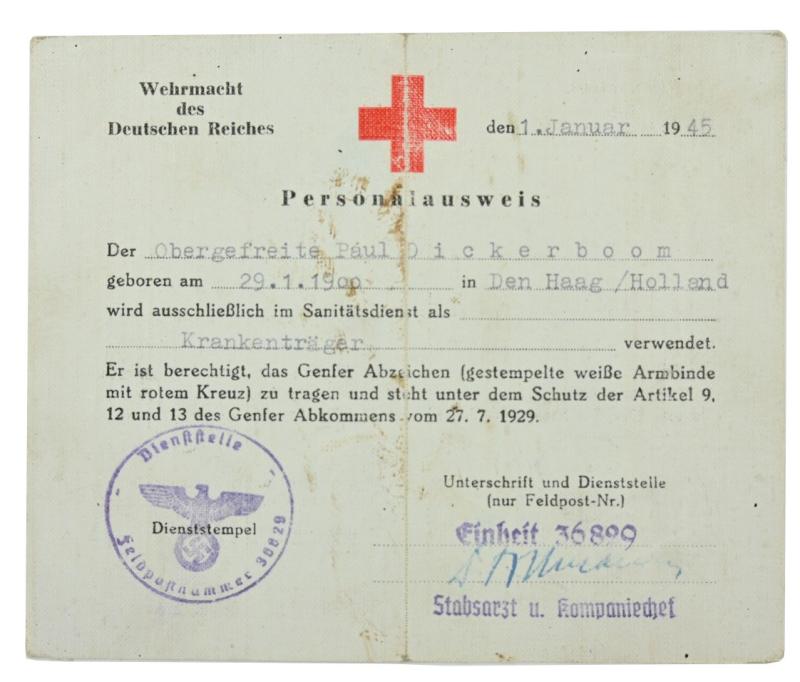 Wehrmacht
des
Deutschen Reiches
den 1. Januar 1945
Personalausweis
Der Obergefreite Paul Dickerboom
geboren am 29.1.1900 in Den Haag /Holland
wird ausschließlich im Sanitätsdienst als
Krankenträger verwendet.
Er ist berechtigt, das Genfer Abzeichen (gestempelte weiße Armbinde
mit rotem Kreuz) zu tragen und steht unter dem Schutz der Artikel 9,
12 und 13 des Genfer Abkommens vom 27. 7. 1929.
Dienststelle
Dienststempel
Feldpostnummer
Unterschrift und Dienststelle
(nur Feldpost-Nr.)
Einheit 36899
Stabsarzt u. Kompaniechef